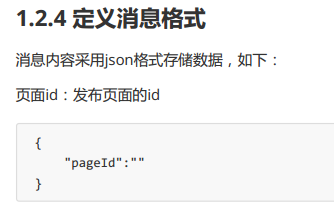 1.2.4 定义消息格式
消息内容采用json格式存储数据，如下：
页面id：发布页面的id
{
    "pageId":""
}